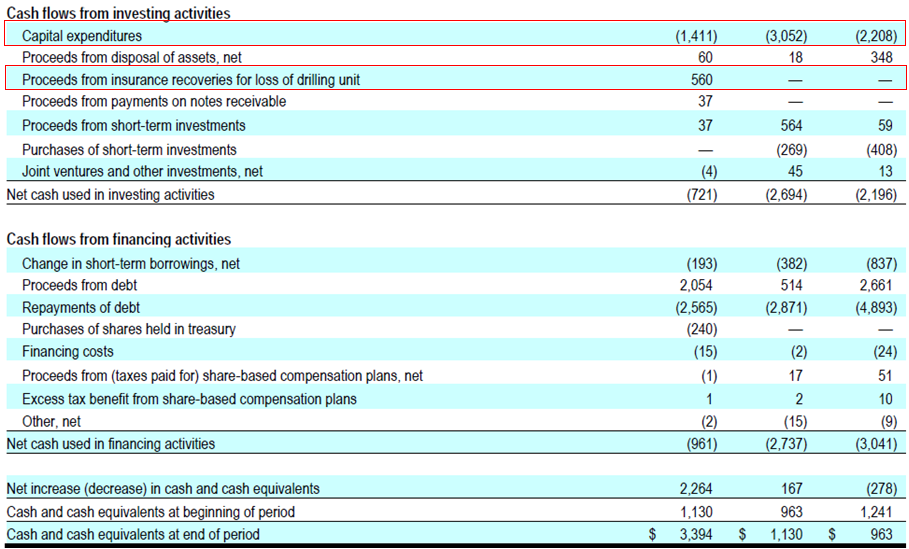 Cash flows from investing activities
Capital expenditures (1,411) (3,052) (2,208)
Proceeds from disposal of assets, net 60 18 348
Proceeds from insurance recoveries for loss of drilling unit 560 — —
Proceeds from payments on notes receivable 37 — —
Proceeds from short-term investments 37 564 59
Purchases of short-term investments — (269) (408)
Joint ventures and other investments, net (4) 45 13
Net cash used in investing activities (721) (2,694) (2,196)
Cash flows from financing activities
Change in short-term borrowings, net (193) (382) (837)
Proceeds from debt 2,054 514 2,661
Repayments of debt (2,565) (2,871) (4,893)
Purchases of shares held in treasury (240) — —
Financing costs (15) (2) (24)
Proceeds from (taxes paid for) share-based compensation plans, net (1) 17 51
Excess tax benefit from share-based compensation plans 1 2 10
Other, net (2) (15) (9)
Net cash used in financing activities (961) (2,737) (3,041)
Net increase (decrease) in cash and cash equivalents 2,264 167 (278)
Cash and cash equivalents at beginning of period 1,130 963 1,241
Cash and cash equivalents at end of period $ 3,394 $ 1,130 $ 963